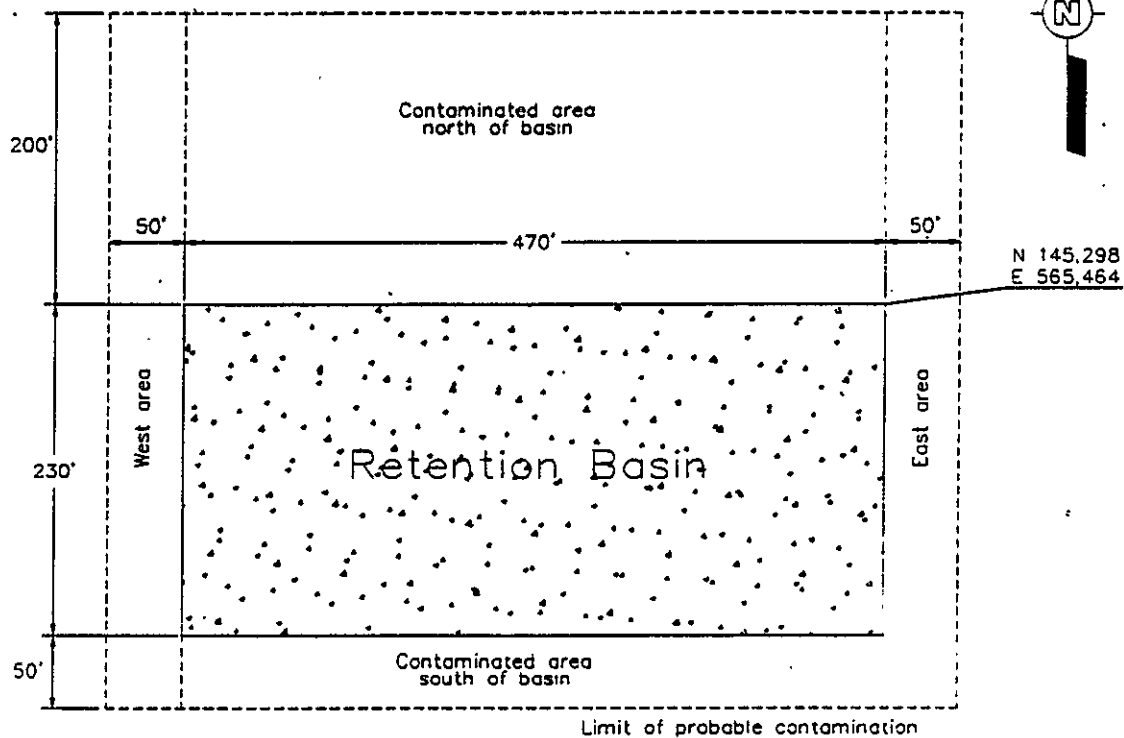 N
Contaminated area
north of basin
200'
50'
470'
50'
N 145,298
E 565,464
West area
East area
Retention Basin
230'
Contaminated area
south of basin
50'
Limit of probable contamination